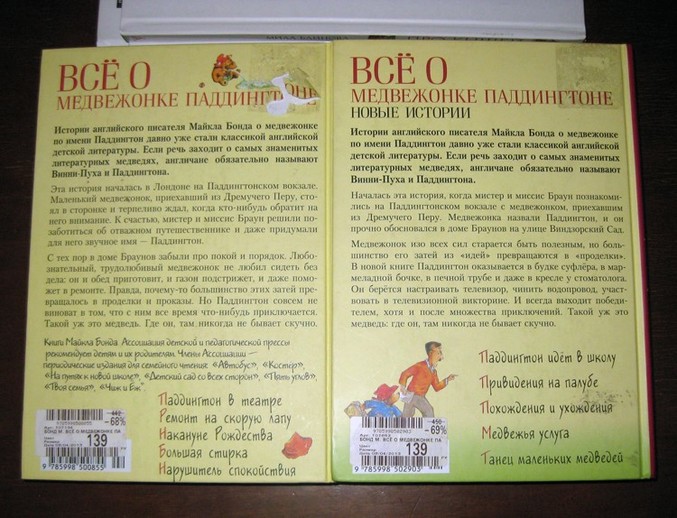 ВСЁ О
МЕДВЕЖОНКЕ ПАДДИНГТОНЕ
Истории английского писателя Майкла Бонда о медвежонке
по имени Паддингтон давно уже стали классикой английской
детской литературы. Если речь заходит о самых знаменитых
литературных медведях, англичане обязательно называют
Винни-Пуха и Паддингтона.
Эта история началась в Лондоне на Паддингтонском вокзале.
Маленький медвежонок, приехавший из Дремучего Перу, сто-
ял в сторонке и терпеливо ждал, когда кто-нибудь обратит на
него внимание. К счастью, мистер и миссис Браун решили по-
заботиться об отважном путешественнике и даже придумали
для него звучное имя — Паддингтон.
С тех пор в доме Браунов забыли про покой и порядок. Любо-
знательный, трудолюбивый медвежонок не любил сидеть без
дела; он и обед приготовит, и газон подстрижет, и даже помо-
жет в ремонте. Правда, почему-то большинство этих затей пре-
вращалось в проделки и проказы. Но Паддингтон совсем не
виноват в том, что с ним все время что-нибудь приключается.
Такой уж это медведь. Где он, там никогда не бывает скучно.
Книги Майкла Бонда Ассоциация детской и педагогической прессы
рекомендует детям и их родителям. Члены Ассоциации —
периодические издания для семейного чтения: «Автобус», «Костёр»,
«На путях к новой школе», «Детский сад со всех сторон», «Пять углов»,
«Твоя семья», «Чиж и Ёж».
Паддингтон в театре
Ремонт на скорую лапу
Накануне Рождества
Большая стирка
Нарушитель спокойствия
-68%
139
БОНД М. ВСЁ О МЕДВЕЖОНКЕ ПА
9 785998 500855
ВСЁ О
МЕДВЕЖОНКЕ ПАДДИНГТОНЕ
НОВЫЕ ИСТОРИИ
Истории английского писателя Майкла Бонда о медвежонке
по имени Паддингтон давно уже стали классикой английской
детской литературы. Если речь заходит о самых знаменитых
литературных медведях, англичане обязательно называют
Винни-Пуха и Паддингтона.
Началась эта история, когда мистер и миссис Браун познакоми-
лись на Паддингтонском вокзале с медвежонком, приехавшим
из Дремучего Перу. Медвежонка назвали Паддингтон, и он
прочно обосновался в доме Браунов на улице Виндзорский Сад.
Медвежонок изо всех сил старается быть полезным, но боль-
шинство его затей из «идей» превращаются в «проделки».
В новой книге Паддингтон оказывается в будке суфлёра, в мар-
меладной бочке, в печной трубе и даже в кресле у стоматолога.
Он берётся настраивать телевизор, чинить водопровод, участ-
вовать в телевизионной викторине. И всегда выходит победи-
телем, хотя и после множества приключений. Такой уж это
медведь: где он, там никогда не бывает скучно.
Паддингтон идёт в школу
Привидения на палубе
Похождения и ухождения
Медвежья услуга
Танец маленьких медведей
-69%
139
БОНД М. ВСЁ О МЕДВЕЖОНКЕ ПА
9 785998 502903